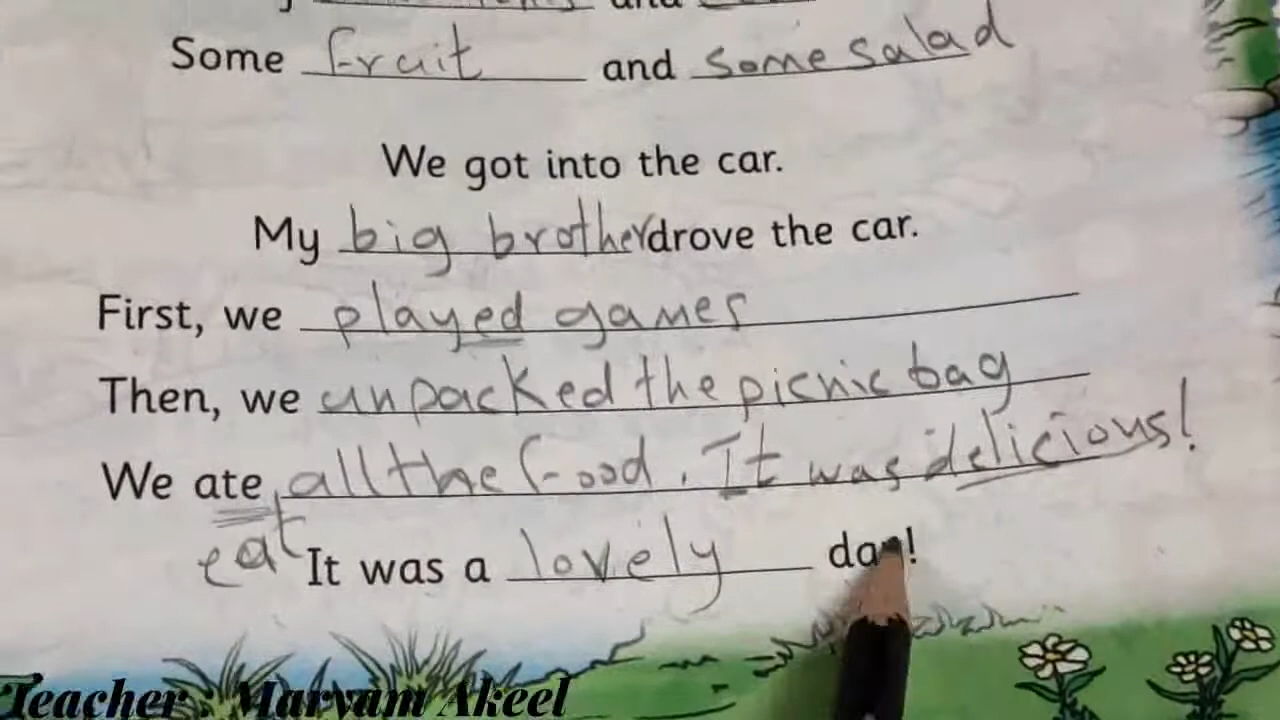 and
Some fruit and some salad
We got into the car.
My big brother drove the car.
First, we played games
Then, we unpacked the picnic bag
We ate all the food. It was delicious!
eat
It was a lovely day!
Teacher : Maryam Akeel